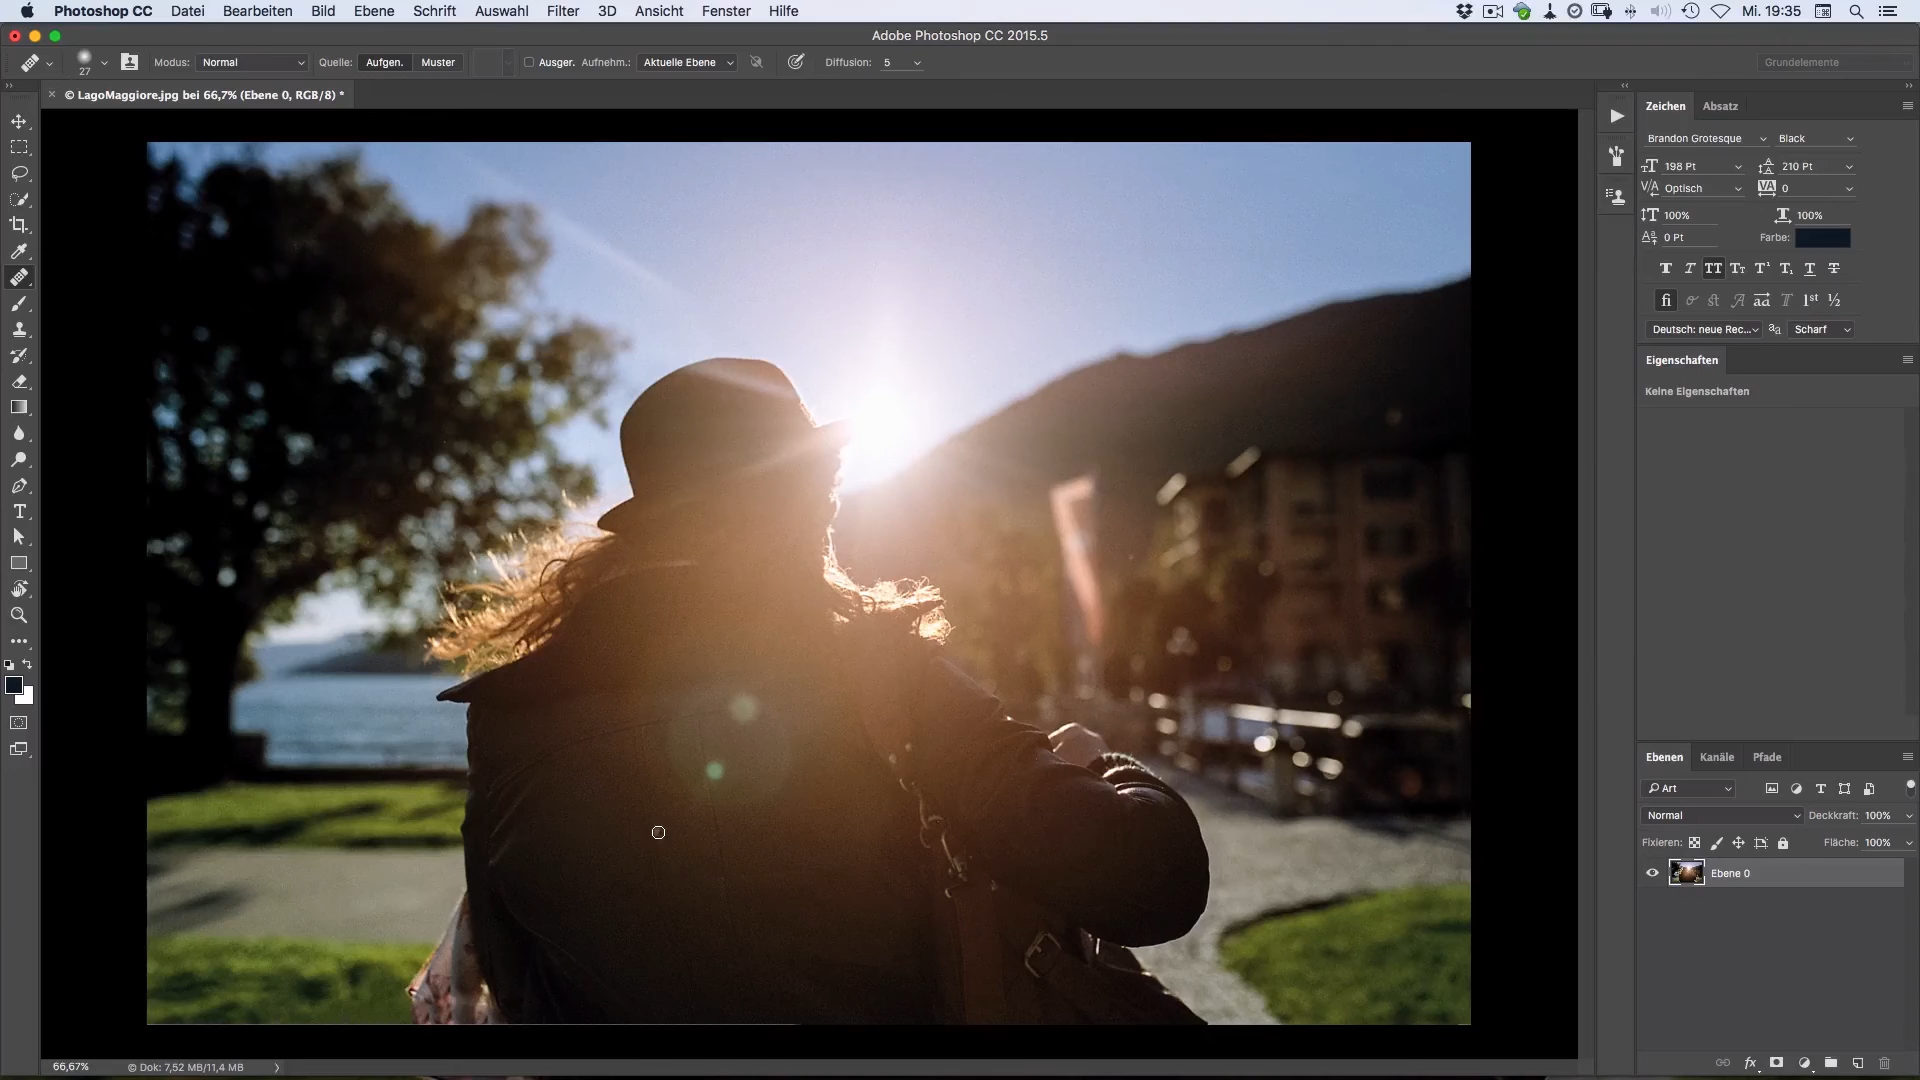 Photoshop CC Datei Bearbeiten Bild Ebene Schrift Auswahl Filter 3D Ansicht Fenster Hilfe Mi. 19:35
Adobe Photoshop CC 2015.5
27 Modus: Normal Quelle: Aufgen. Muster Ausger. Aufnehm.: Aktuelle Ebene Diffusion: 5 Grundelemente
© LagoMaggiore.jpg bei 66,7% (Ebene 0, RGB/8) *
Zeichen Absatz
Brandon Grotesque Black
198 Pt 210 Pt
Optisch 0
100% 100%
0 Pt Farbe:
Deutsch: neue Rec... Scharf
Eigenschaften
Keine Eigenschaften
Ebenen Kanäle Pfade
Art
Normal Deckkraft: 100%
Fixieren: Fläche: 100%
Ebene 0
66,67% © Dok: 7,52 MB/11,4 MB